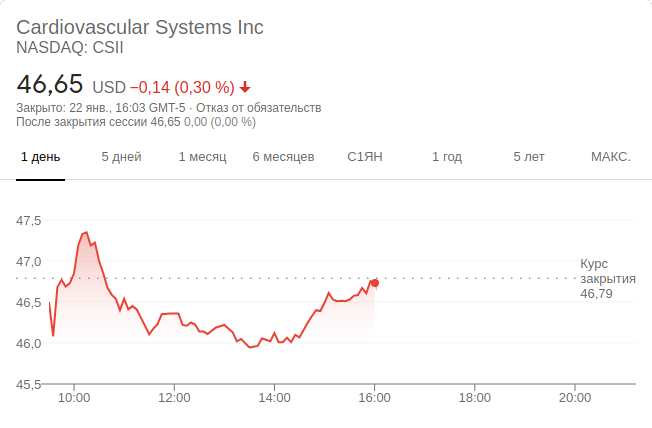 Cardiovascular Systems Inc
NASDAQ: CSII
46,65 USD −0,14 (0,30 %)
Закрыто: 22 янв., 16:03 GMT-5 · Отказ от обязательств
После закрытия сессии 46,65 0,00 (0,00 %)
1 день 5 дней 1 месяц 6 месяцев С1ЯН 1 год 5 лет МАКС.
47,5
47,0
46,5
46,0
45,5
Курс
закрытия
46,79
10:00 12:00 14:00 16:00 18:00 20:00